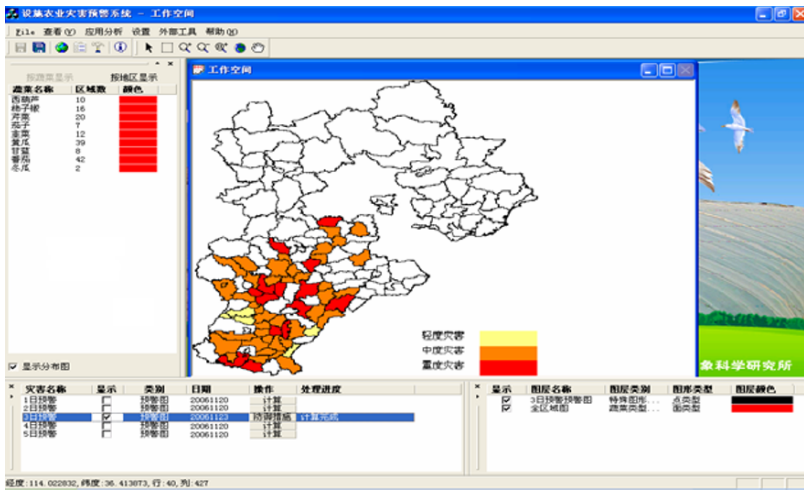 设施农业灾害预警系统 - 工作空间
File 查看(V) 应用分析 设置 外部工具 帮助(H)
按蔬菜显示 按地区显示
蔬菜名称 区域数 颜色
西葫芦 10
绝子椒 16
芹菜 20
茄子 7
韭菜 12
黄瓜 39
甘蓝 8
番茄 42
冬瓜 2
显示分布图
工作空间
轻度灾害
中度灾害
重度灾害
象科学研究所
灾害名称 显示 类别 日期 操作 处理进度
1日预警 预警图 20061120 计算
2日预警 预警图 20061120 计算
3日预警 预警图 20061123 防御措施 计算完成
4日预警 预警图 20061120 计算
5日预警 预警图 20061120 计算
显示 图层名称 图层类别 图形类型 图层颜色
3日预警预警图 特殊图形... 点类型
全区域图 蔬菜类型... 面类型
经度:114.022832,纬度:36.413873,行:40,列:427